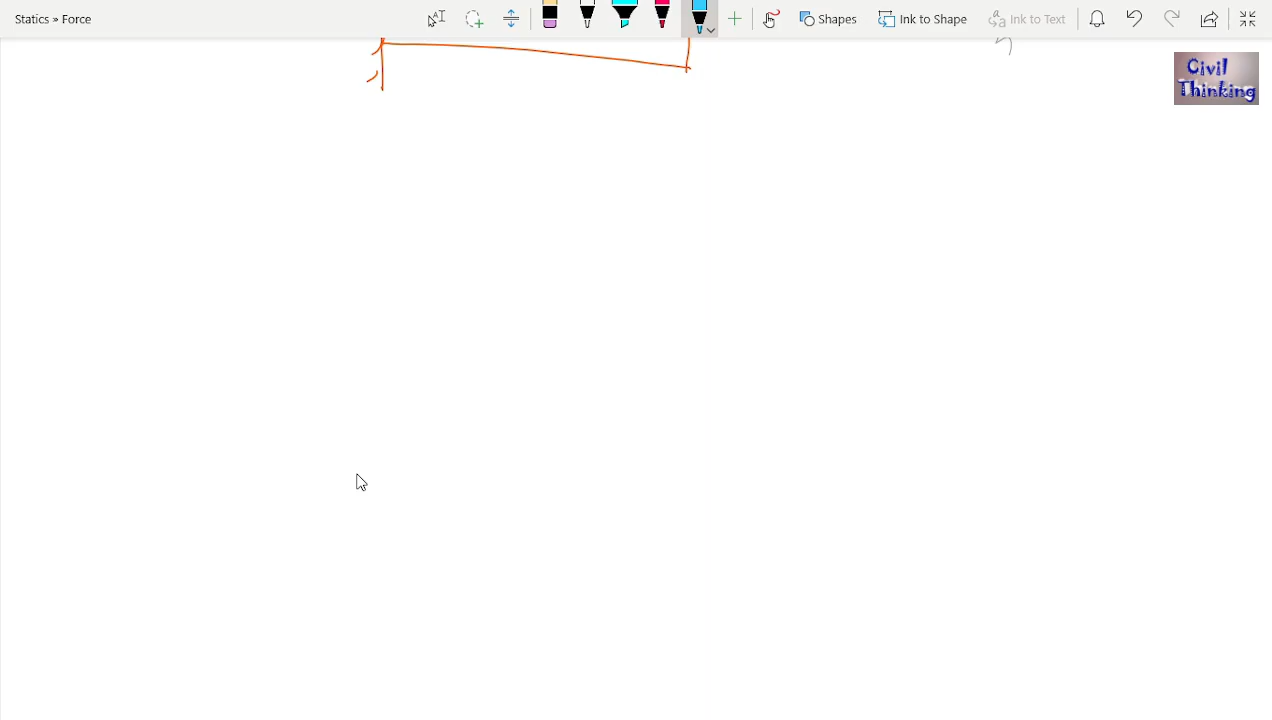 Statics » Force
Shapes
Ink to Shape
Ink to Text
Civil
Thinking